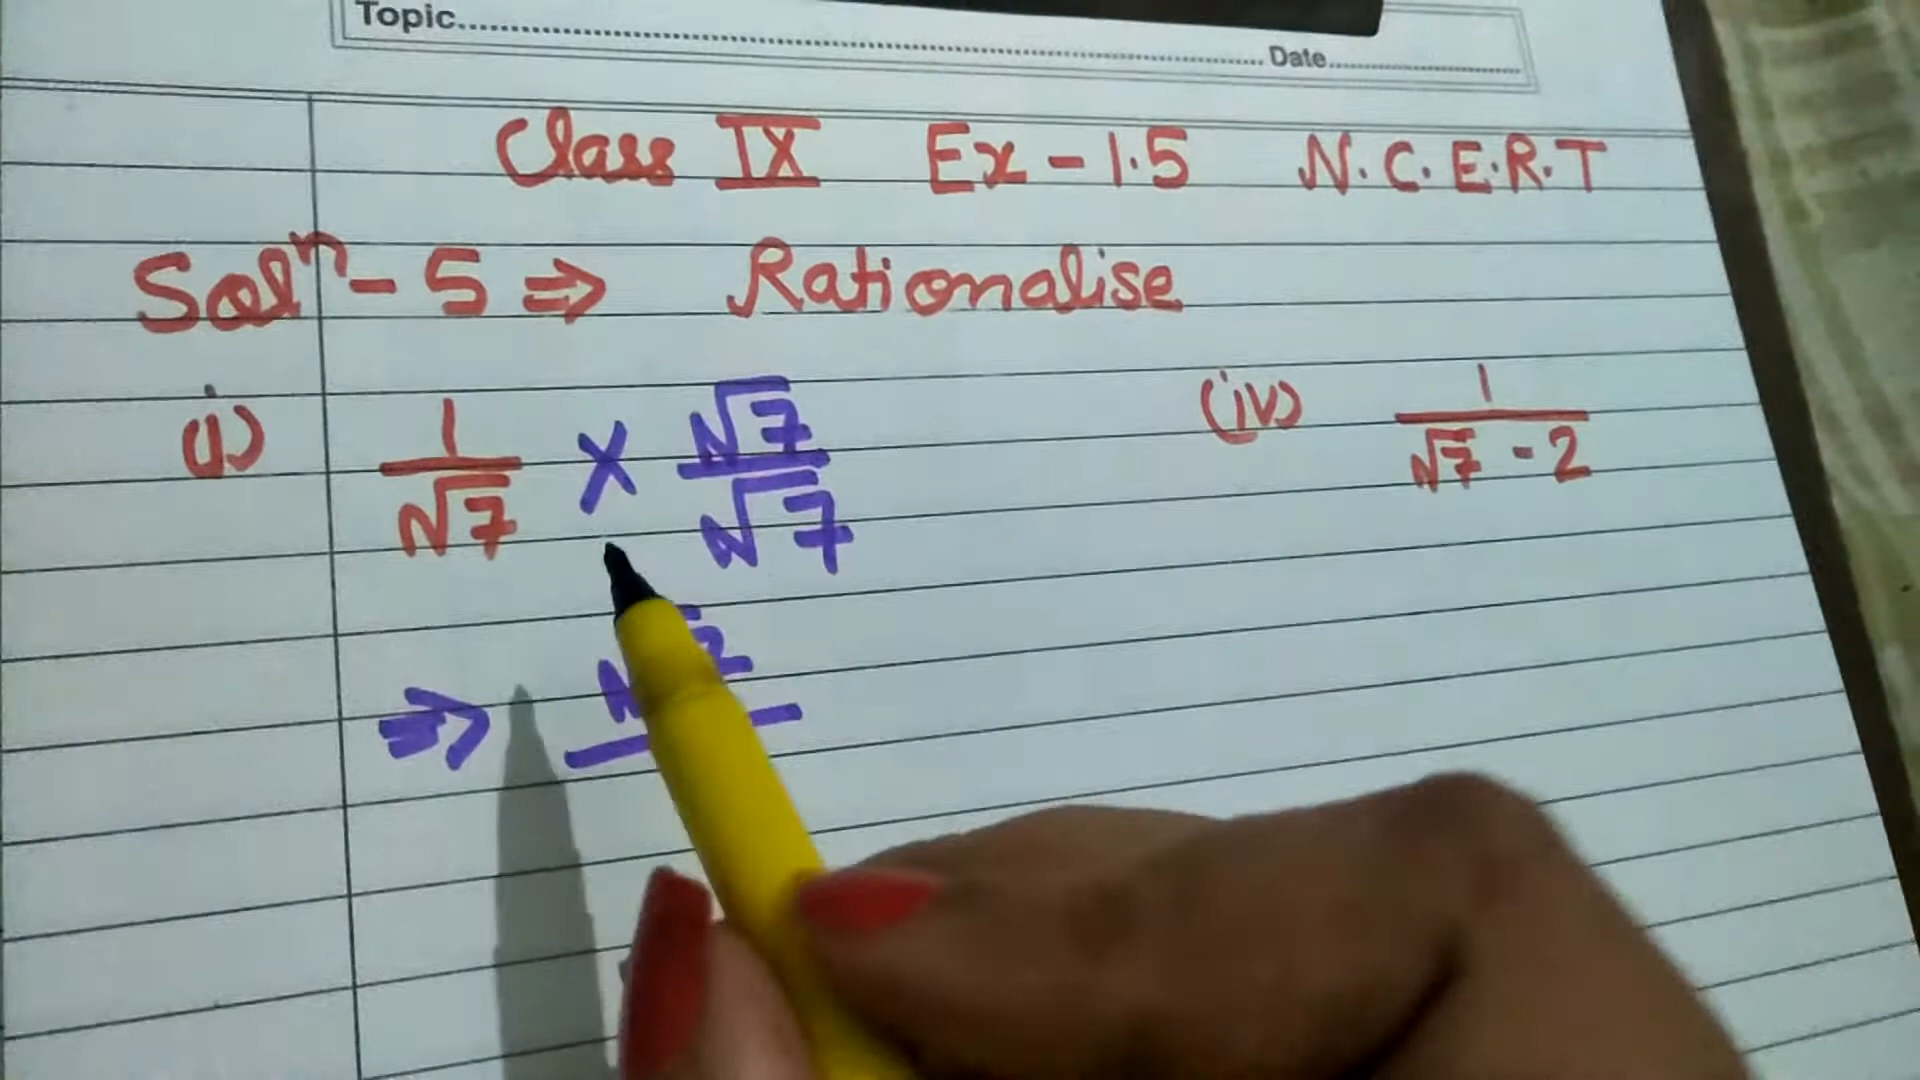 Topic.......... Date..........
Class IX Ex - 1.5 N.C.E.R.T
Solⁿ - 5 ⇒ Rationalise
(i) 1/√7 × √7/√7 (iv) 1/(√7 - 2)
⇒